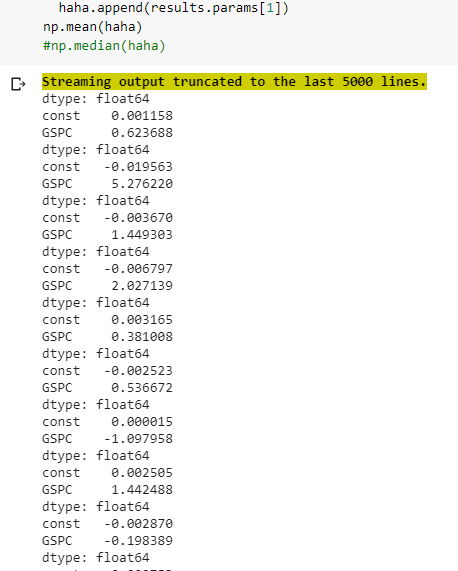 haha.append(results.params[1])
np.mean(haha)
#np.median(haha)
Streaming output truncated to the last 5000 lines.
dtype: float64
const    0.001158
GSPC     0.623688
dtype: float64
const   -0.019563
GSPC     5.276220
dtype: float64
const   -0.003670
GSPC     1.449303
dtype: float64
const   -0.006797
GSPC     2.027139
dtype: float64
const    0.003165
GSPC     0.381008
dtype: float64
const   -0.002523
GSPC     0.536672
dtype: float64
const    0.000015
GSPC    -1.097958
dtype: float64
const    0.002505
GSPC     1.442488
dtype: float64
const   -0.002870
GSPC    -0.198389
dtype: float64